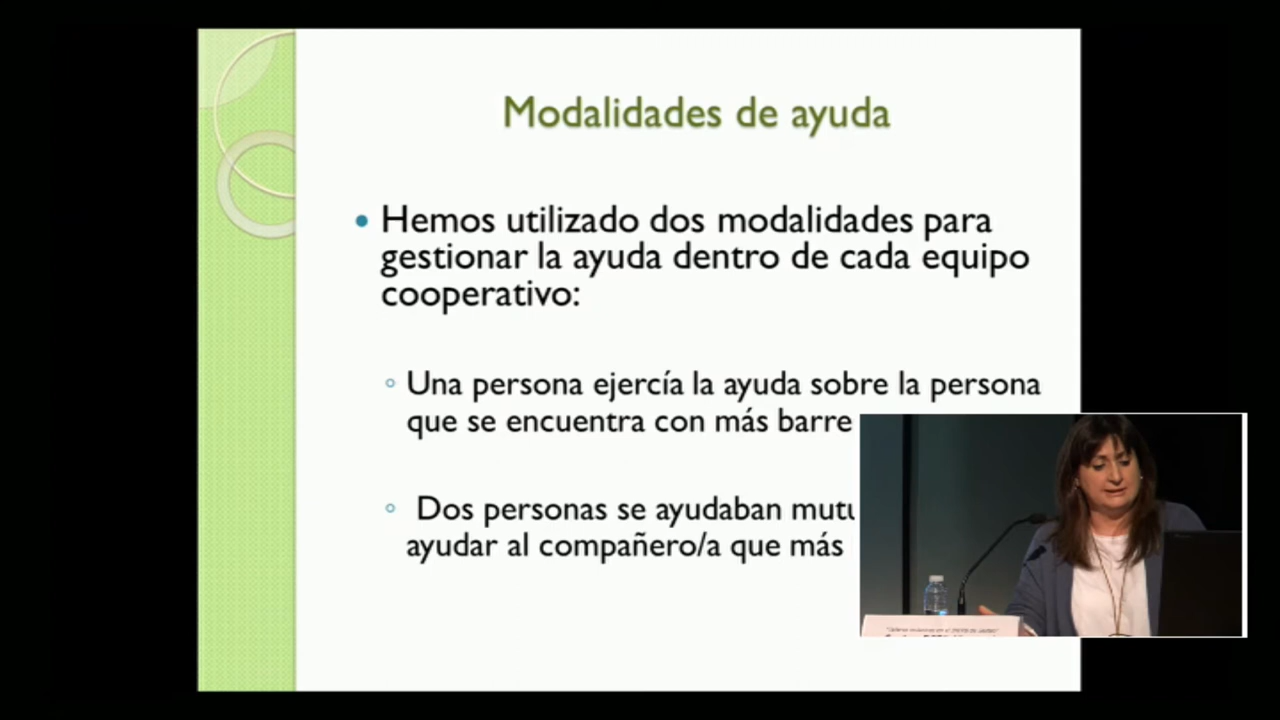 Modalidades de ayuda
Hemos utilizado dos modalidades para
gestionar la ayuda dentro de cada equipo
cooperativo:
Una persona ejercía la ayuda sobre la persona
que se encuentra con más barre
Dos personas se ayudaban mutu
ayudar al compañero/a que más